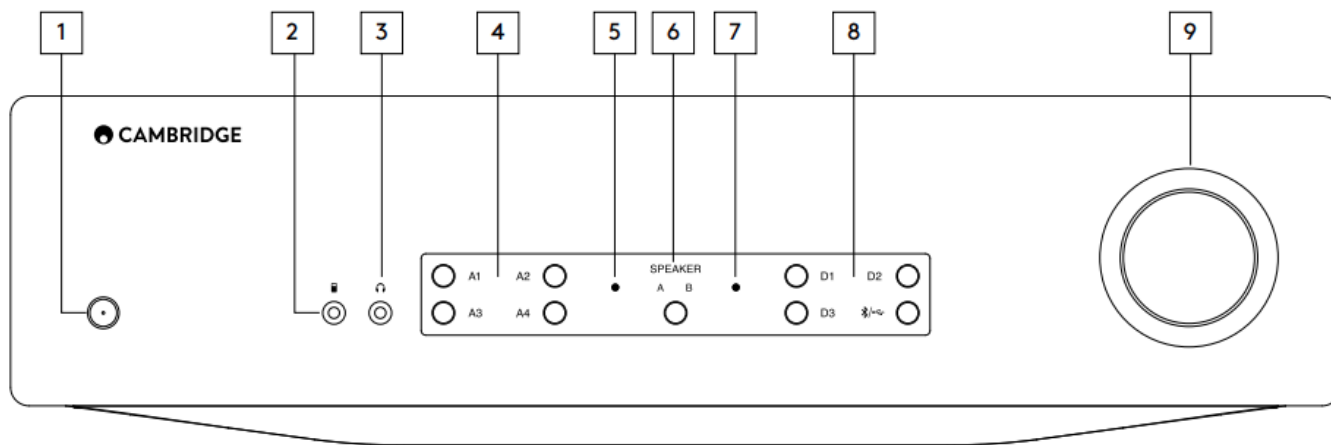 1 2 3 4 5 6 7 8 9
CAMBRIDGE
SPEAKER
A1 A2 A B D1 D2
A3 A4 D3 /